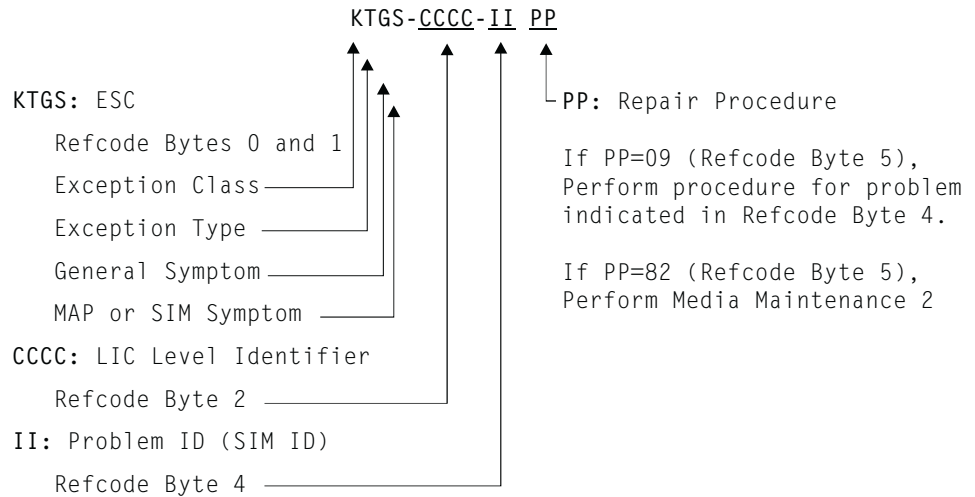 KTGS-CCCC-II PP
KTGS: ESC
Refcode Bytes 0 and 1
Exception Class
Exception Type
General Symptom
MAP or SIM Symptom
CCCC: LIC Level Identifier
Refcode Byte 2
II: Problem ID (SIM ID)
Refcode Byte 4
PP: Repair Procedure
If PP=09 (Refcode Byte 5),
Perform procedure for problem
indicated in Refcode Byte 4.
If PP=82 (Refcode Byte 5),
Perform Media Maintenance 2